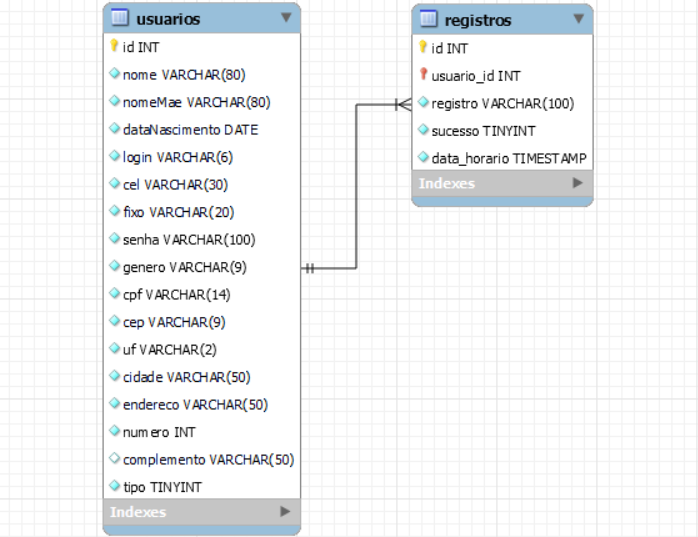 usuarios
id INT
nome VARCHAR(80)
nomeMae VARCHAR(80)
dataNascimento DATE
login VARCHAR(6)
cel VARCHAR(30)
fixo VARCHAR(20)
senha VARCHAR(100)
genero VARCHAR(9)
cpf VARCHAR(14)
cep VARCHAR(9)
uf VARCHAR(2)
cidade VARCHAR(50)
endereco VARCHAR(50)
numero INT
complemento VARCHAR(50)
tipo TINYINT
Indexes
registros
id INT
usuario_id INT
registro VARCHAR(100)
sucesso TINYINT
data_horario TIMESTAMP
Indexes